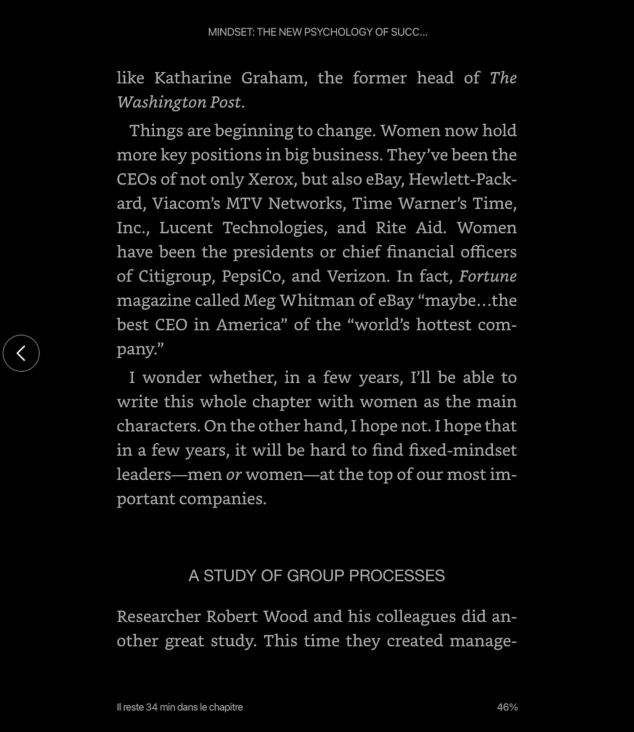 MINDSET: THE NEW PSYCHOLOGY OF SUCC...
like Katharine Graham, the former head of The
Washington Post.
Things are beginning to change. Women now hold
more key positions in big business. They’ve been the
CEOs of not only Xerox, but also eBay, Hewlett-Pack-
ard, Viacom’s MTV Networks, Time Warner’s Time,
Inc., Lucent Technologies, and Rite Aid. Women
have been the presidents or chief financial officers
of Citigroup, PepsiCo, and Verizon. In fact, Fortune
magazine called Meg Whitman of eBay “maybe…the
best CEO in America” of the “world’s hottest com-
pany.”
I wonder whether, in a few years, I’ll be able to
write this whole chapter with women as the main
characters. On the other hand, I hope not. I hope that
in a few years, it will be hard to find fixed-mindset
leaders—men or women—at the top of our most im-
portant companies.
A STUDY OF GROUP PROCESSES
Researcher Robert Wood and his colleagues did an-
other great study. This time they created manage-
Il reste 34 min dans le chapitre
46%